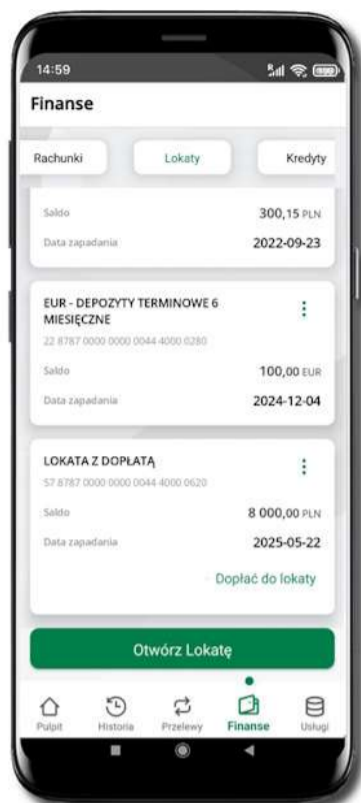 14:59
Finanse
Rachunki
Lokaty
Kredyty
Saldo 300,15 PLN
Data zapadania 2022-09-23
EUR - DEPOZYTY TERMINOWE 6
MIESIĘCZNE
22 8787 0000 0000 0044 4000 0280
Saldo 100,00 EUR
Data zapadania 2024-12-04
LOKATA Z DOPŁATĄ
57 8787 0000 0000 0044 4000 0620
Saldo 8 000,00 PLN
Data zapadania 2025-05-22
Dopłać do lokaty
Otwórz Lokatę
Pulpit
Historia
Przelewy
Finanse
Usługi